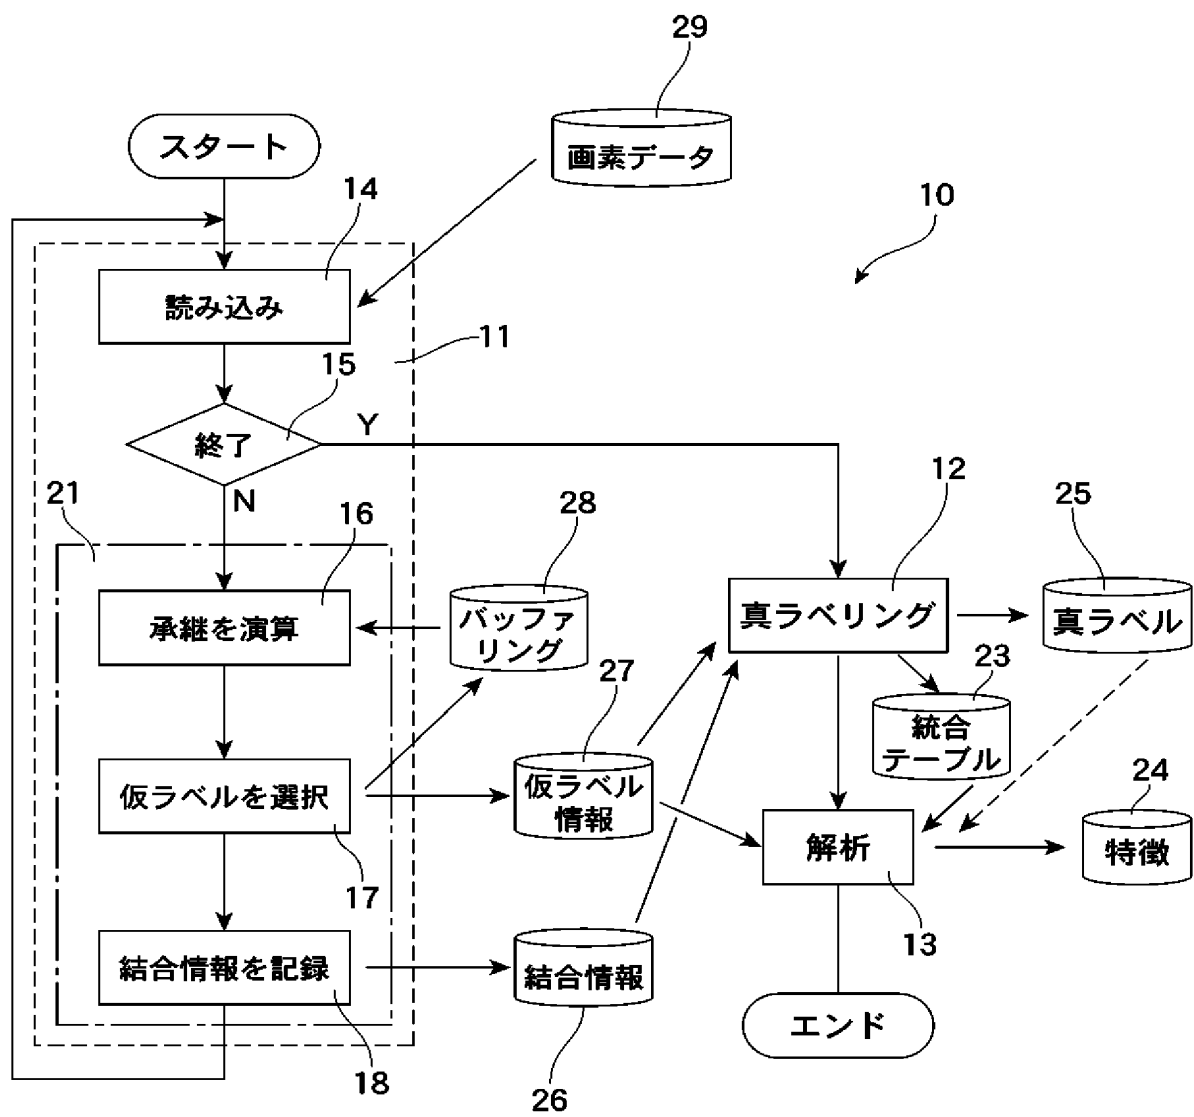 29
スタート
画素データ
14
10
読み込み
11
15
Y
終了
N
21
16
28
12
25
承継を演算
バッファ
リング
真ラベリング
真ラベル
27
23
統合
テーブル
仮ラベルを選択
仮ラベル
情報
24
解析
特徴
17
13
結合情報を記録
結合情報
エンド
18
26